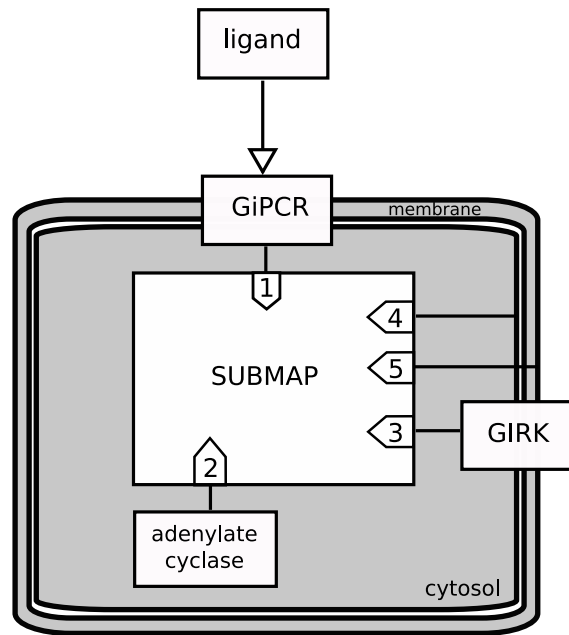 ligand
GiPCR
membrane
1
4
SUBMAP
5
3
GIRK
2
adenylate
cyclase
cytosol